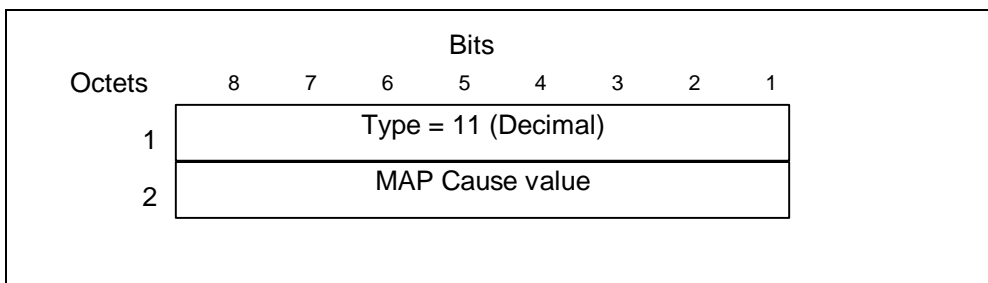 Bits
Octets 8 7 6 5 4 3 2 1
1 Type = 11 (Decimal)
2 MAP Cause value